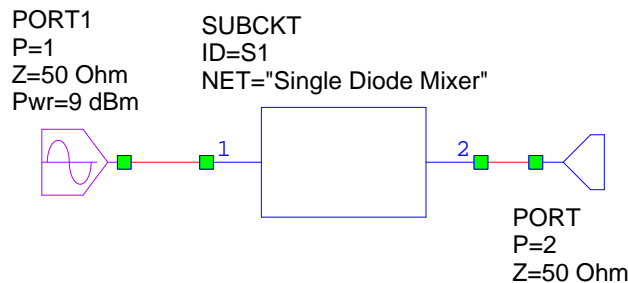 PORT1
P=1
Z=50 Ohm
Pwr=9 dBm
SUBCKT
ID=S1
NET="Single Diode Mixer"
1
2
PORT
P=2
Z=50 Ohm